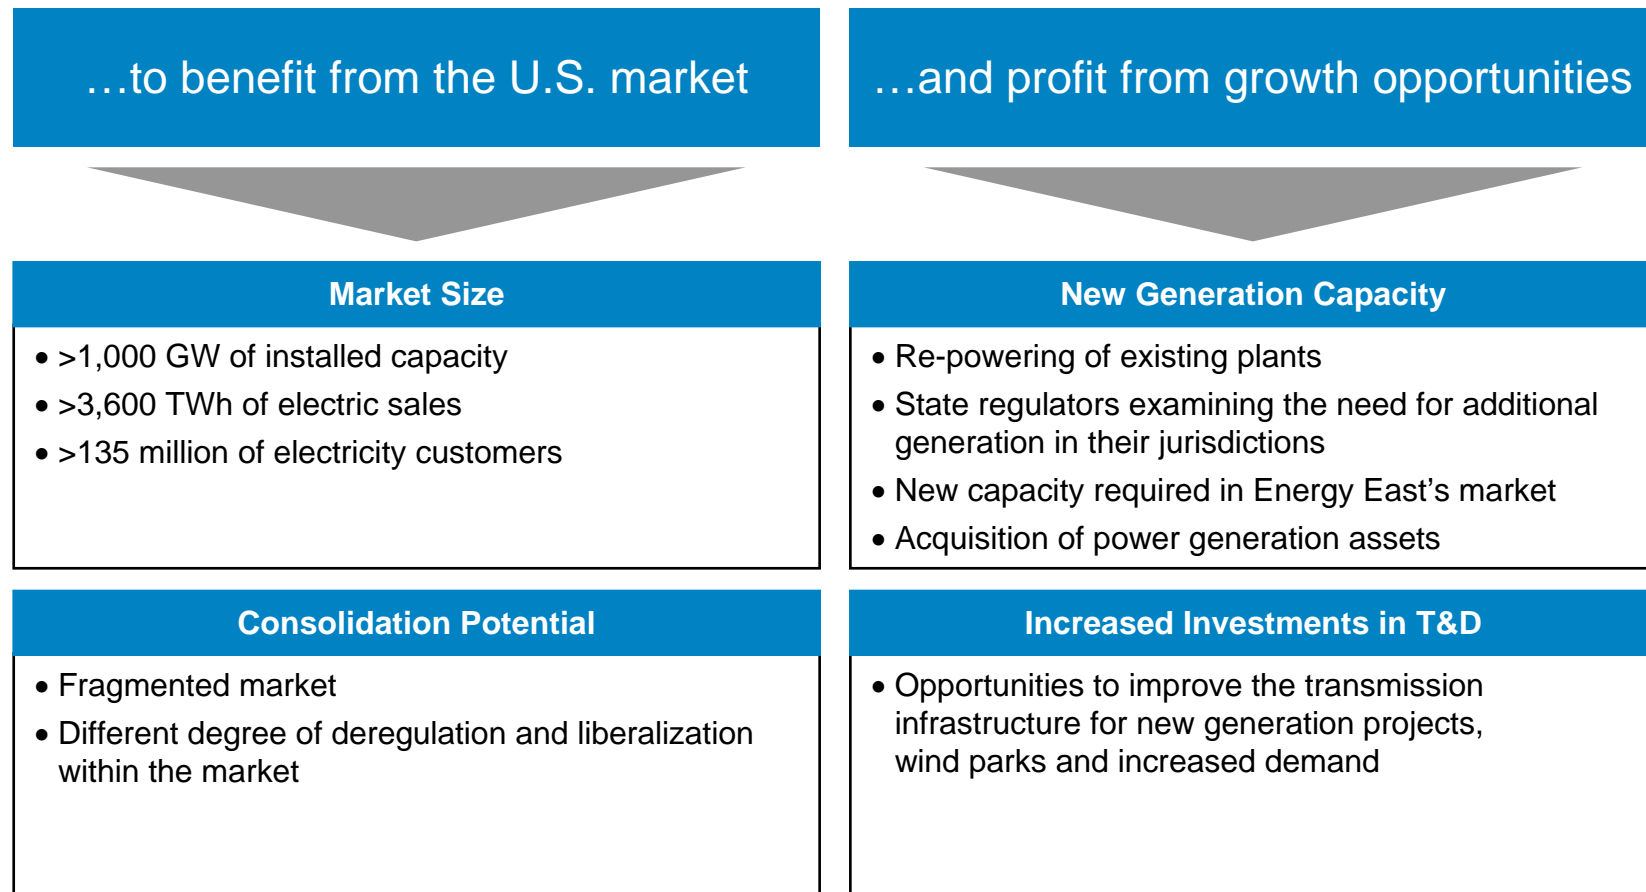 …to benefit from the U.S. market
…and profit from growth opportunities
Market Size
• >1,000 GW of installed capacity
• >3,600 TWh of electric sales
• >135 million of electricity customers
New Generation Capacity
• Re-powering of existing plants
• State regulators examining the need for additional
generation in their jurisdictions
• New capacity required in Energy East’s market
• Acquisition of power generation assets
Consolidation Potential
• Fragmented market
• Different degree of deregulation and liberalization
within the market
Increased Investments in T&D
• Opportunities to improve the transmission
infrastructure for new generation projects,
wind parks and increased demand